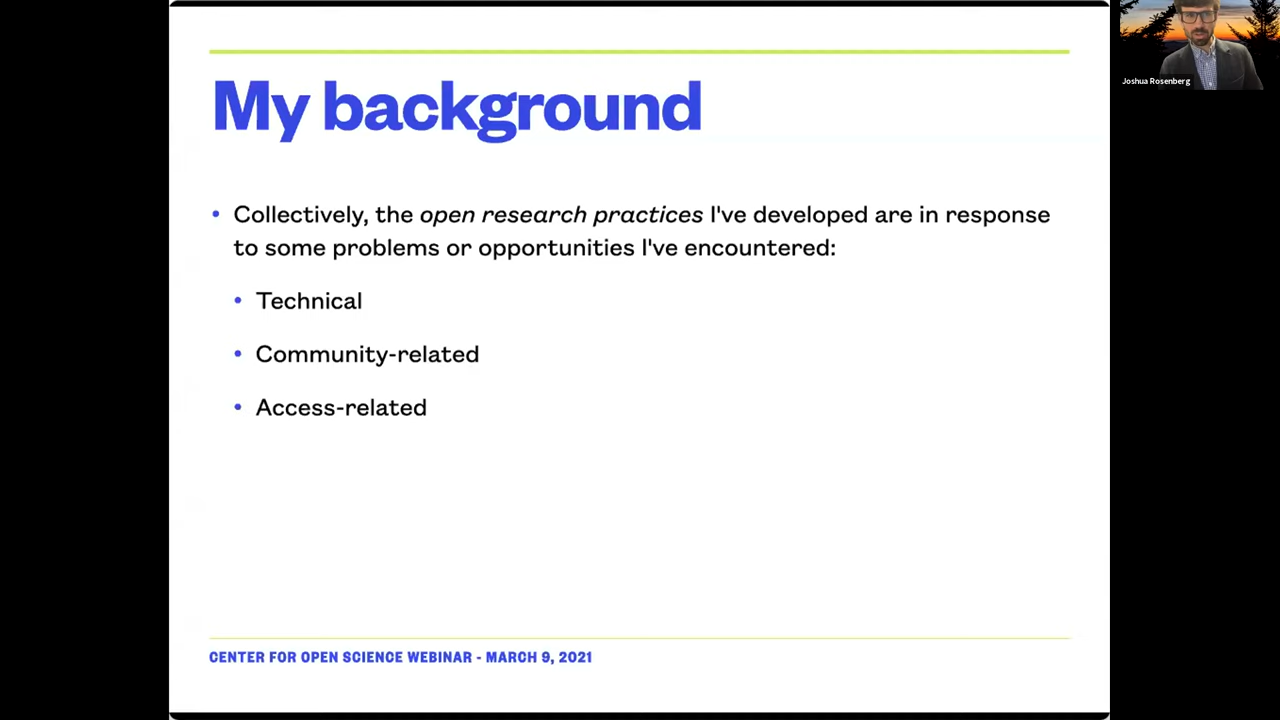 My background
• Collectively, the open research practices I've developed are in response
to some problems or opportunities I've encountered:
• Technical
• Community-related
• Access-related
CENTER FOR OPEN SCIENCE WEBINAR - MARCH 9, 2021
Joshua Rosenberg